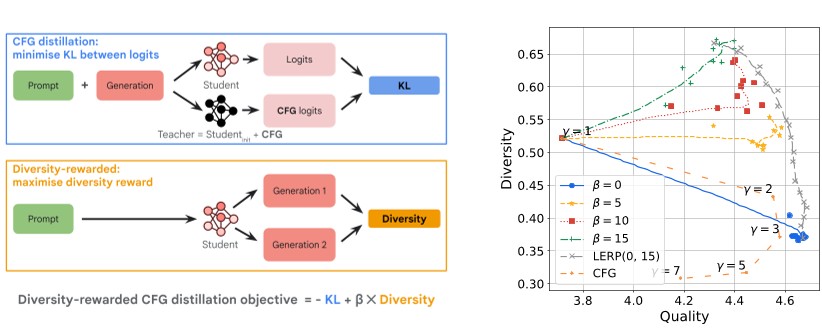 CFG distillation:
minimise KL between logits
Prompt
+
Generation
Student
Logits
CFG logits
KL
Teacher = Student_init + CFG
Diversity-rewarded:
maximise diversity reward
Prompt
Student
Generation 1
Generation 2
Diversity
Diversity-rewarded CFG distillation objective = - KL + β X Diversity
Diversity
0.65
0.60
0.55
0.50
0.45
0.40
0.35
0.30
γ = 1
γ = 2
γ = 3
γ = 5
= 7
β = 0
β = 5
β = 10
β = 15
LERP(0, 15)
CFG
3.8
4.0
4.2
4.4
4.6
Quality